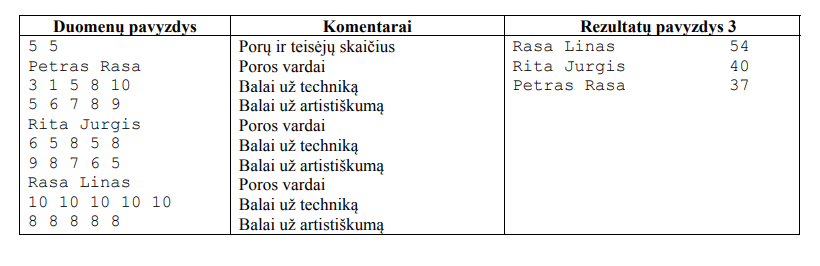 Duomenų pavyzdys Komentarai Rezultatų pavyzdys 3
5 5 Porų ir teisėjų skaičius Rasa Linas 54
Petras Rasa Poros vardai Rita Jurgis 40
3 1 5 8 10 Balai už techniką Petras Rasa 37
5 6 7 8 9 Balai už artistiškumą
Rita Jurgis Poros vardai
6 5 8 5 8 Balai už techniką
9 8 7 6 5 Balai už artistiškumą
Rasa Linas Poros vardai
10 10 10 10 10 Balai už techniką
8 8 8 8 8 Balai už artistiškumą